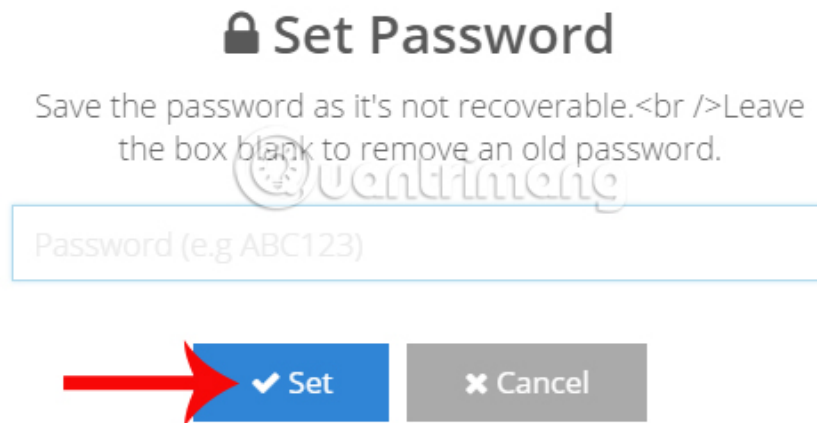 Set Password
Save the password as it's not recoverable.<br />Leave
the box blank to remove an old password.
Quantrimang
Password (e.g ABC123)
Set
Cancel